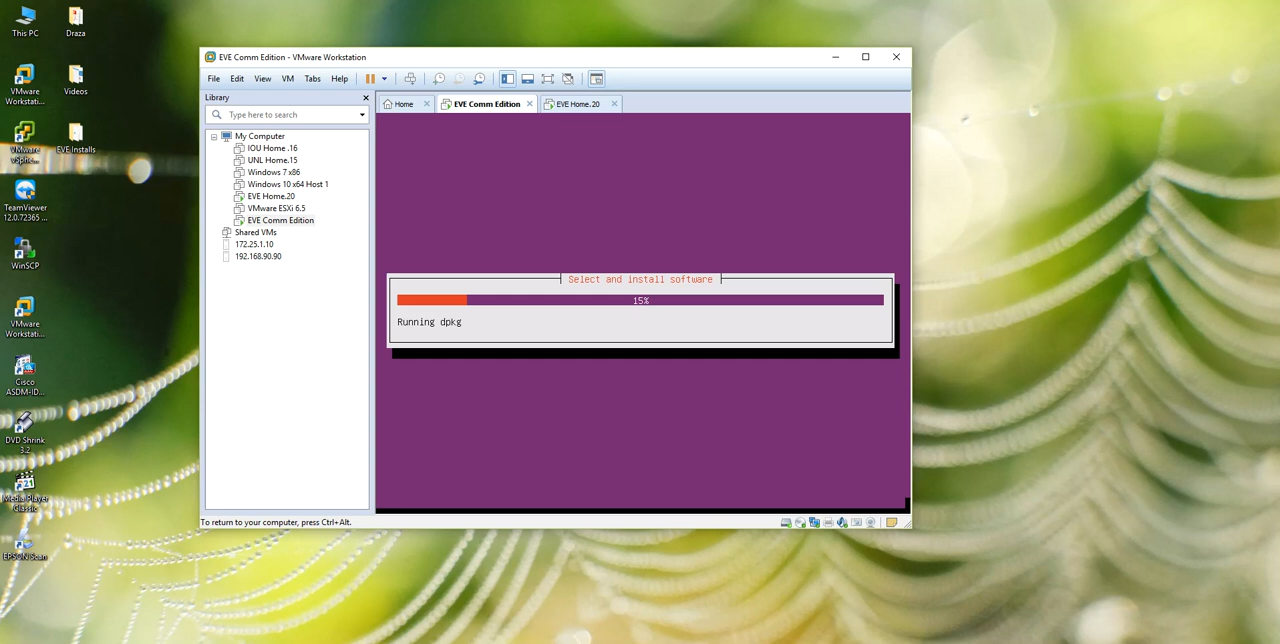 This PC
Draza
VMware
Workstati...
Videos
VMware
vSphe...
EVE Installs
TeamViewer
12.0.72365 ...
WinSCP
VMware
Workstati...
Cisco
ASDM-ID...
DVD Shrink
3.2
Media Player
Classic
EPSON Scan
EVE Comm Edition - VMware Workstation
File Edit View VM Tabs Help
Library
Type here to search
My Computer
IOU Home .16
UNL Home.15
Windows 7 x86
Windows 10 x64 Host 1
EVE Home.20
VMware ESXi 6.5
EVE Comm Edition
Shared VMs
172.25.1.10
192.168.90.90
Home EVE Comm Edition EVE Home.20
Select and install software
15%
Running dpkg
To return to your computer, press Ctrl+Alt.